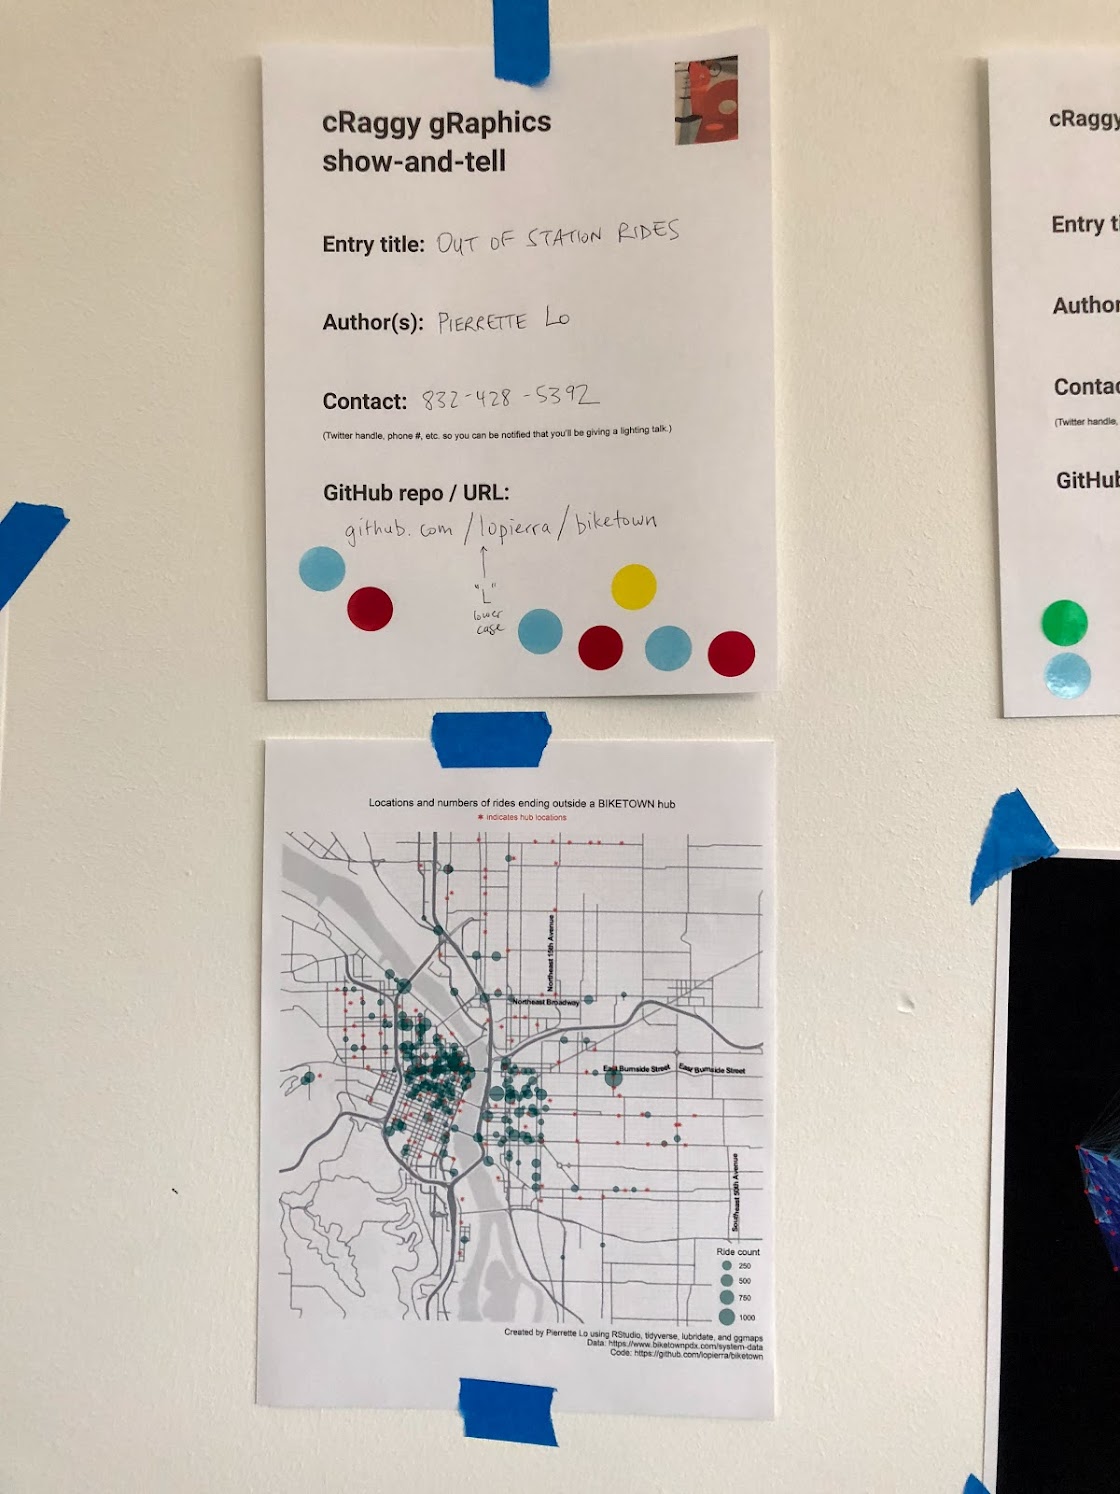 cRaggy gRaphics
show-and-tell
Entry title: OUT OF STATION RIDES
Author(s): PIERRETTE LO
Contact: 832-428-5392
(Twitter handle, phone #, etc. so you can be notified that you'll be giving a lighting talk.)
GitHub repo / URL:
github.com/lopierra/biketown
"L"
lower
case
Locations and numbers of rides ending outside a BIKETOWN hub
* indicates hub locations
Northeast 15th Avenue
Northeast Broadway
East Burnside Street
East Burnside Street
Southeast 50th Avenue
Ride count
250
500
750
1000
Created by Pierrette Lo using RStudio, tidyverse, lubridate, and ggmaps
Data: https://www.biketownpdx.com/system-data
Code: https://github.com/lopierra/biketown
cRaggy
Entry ti
Author
Contac
(Twitter handle,
GitHub